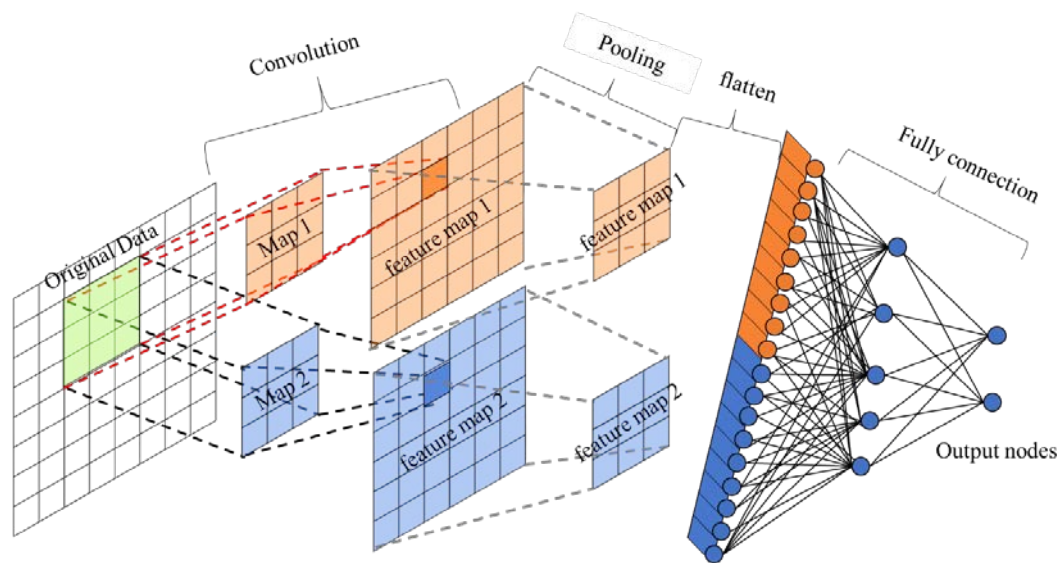 Convolution
Pooling
flatten
Fully connection
Original Data
Map 1
feature map 1
feature map 1
Map 2
feature map 2
feature map 2
Output nodes